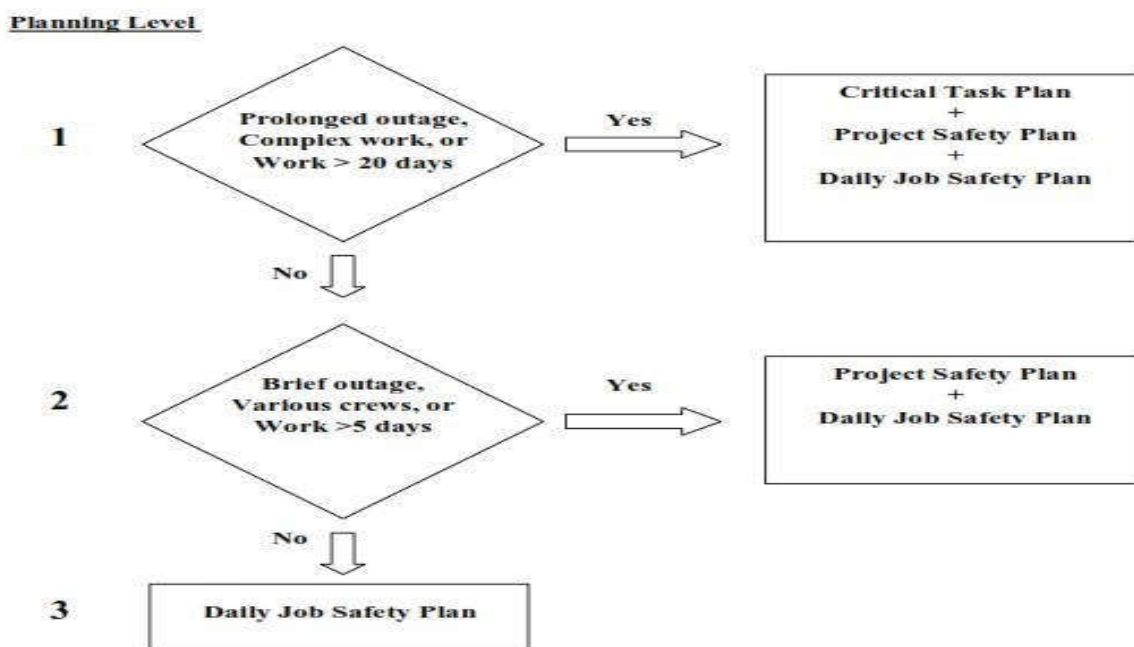 Planning Level
1
Prolonged outage,
Complex work, or
Work > 20 days
Yes
Critical Task Plan
+
Project Safety Plan
+
Daily Job Safety Plan
No
2
Brief outage,
Various crews, or
Work >5 days
Yes
Project Safety Plan
+
Daily Job Safety Plan
No
3
Daily Job Safety Plan